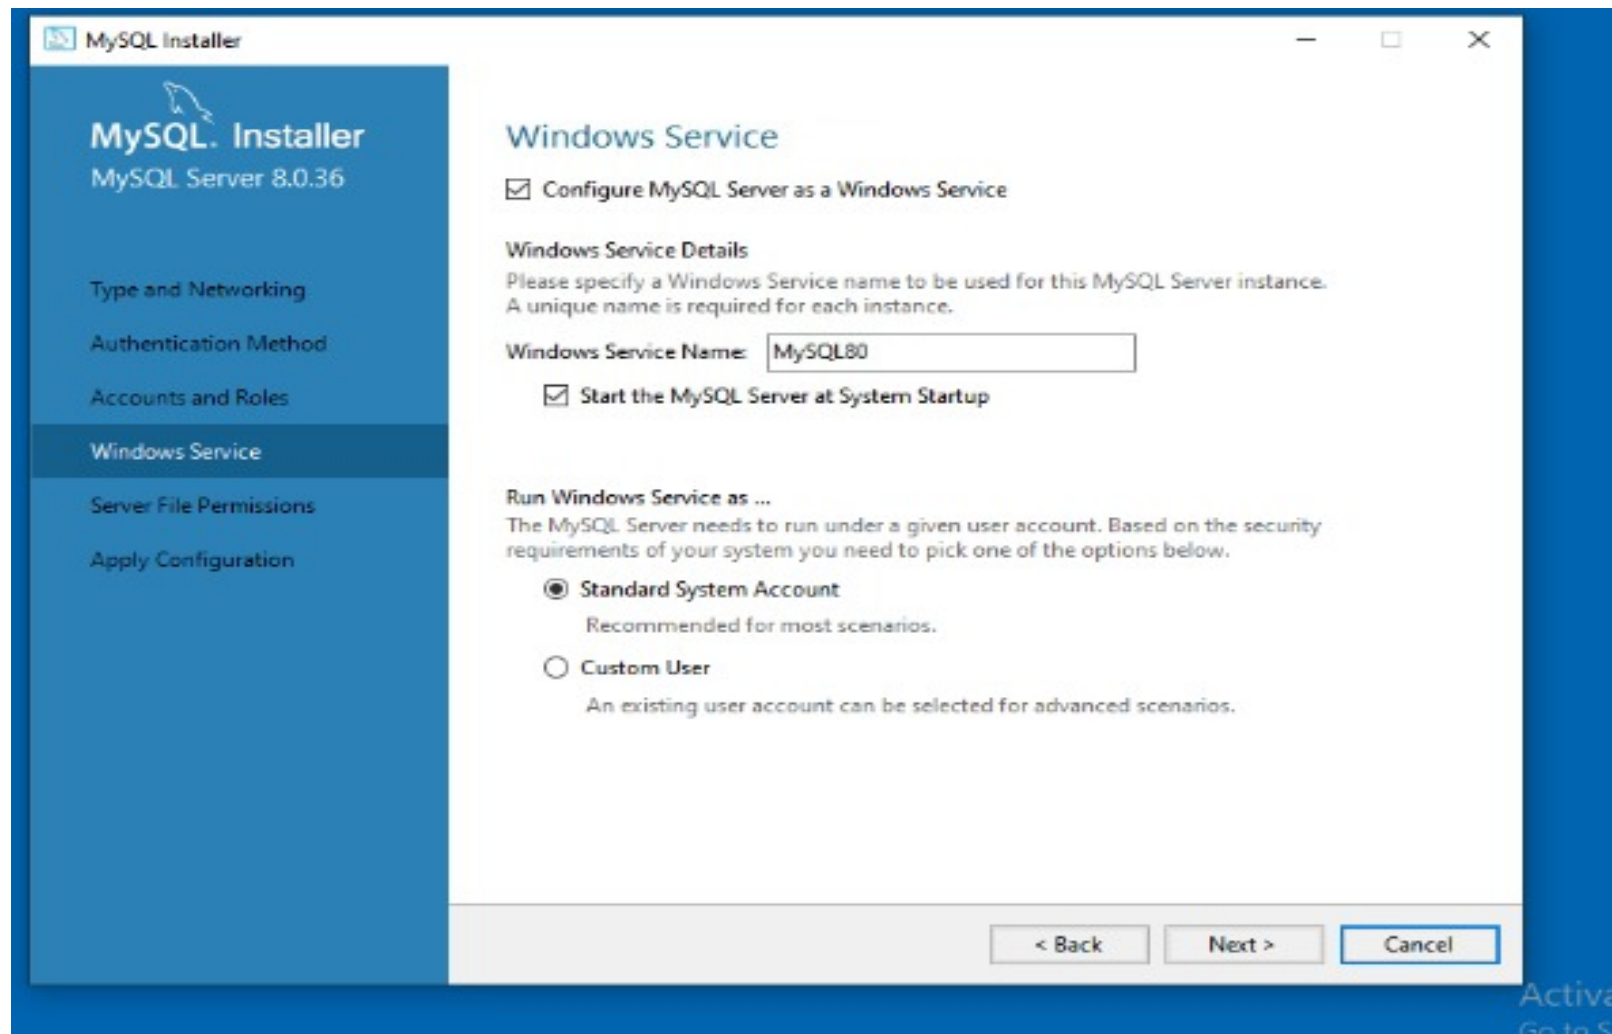 MySQL Installer
MySQL. Installer
MySQL Server 8.0.36
Type and Networking
Authentication Method
Accounts and Roles
Windows Service
Server File Permissions
Apply Configuration
Windows Service
Configure MySQL Server as a Windows Service
Windows Service Details
Please specify a Windows Service name to be used for this MySQL Server instance.
A unique name is required for each instance.
Windows Service Name: MySQL80
Start the MySQL Server at System Startup
Run Windows Service as ...
The MySQL Server needs to run under a given user account. Based on the security
requirements of your system you need to pick one of the options below.
Standard System Account
Recommended for most scenarios.
Custom User
An existing user account can be selected for advanced scenarios.
< Back
Next >
Cancel
Activa
Go to S